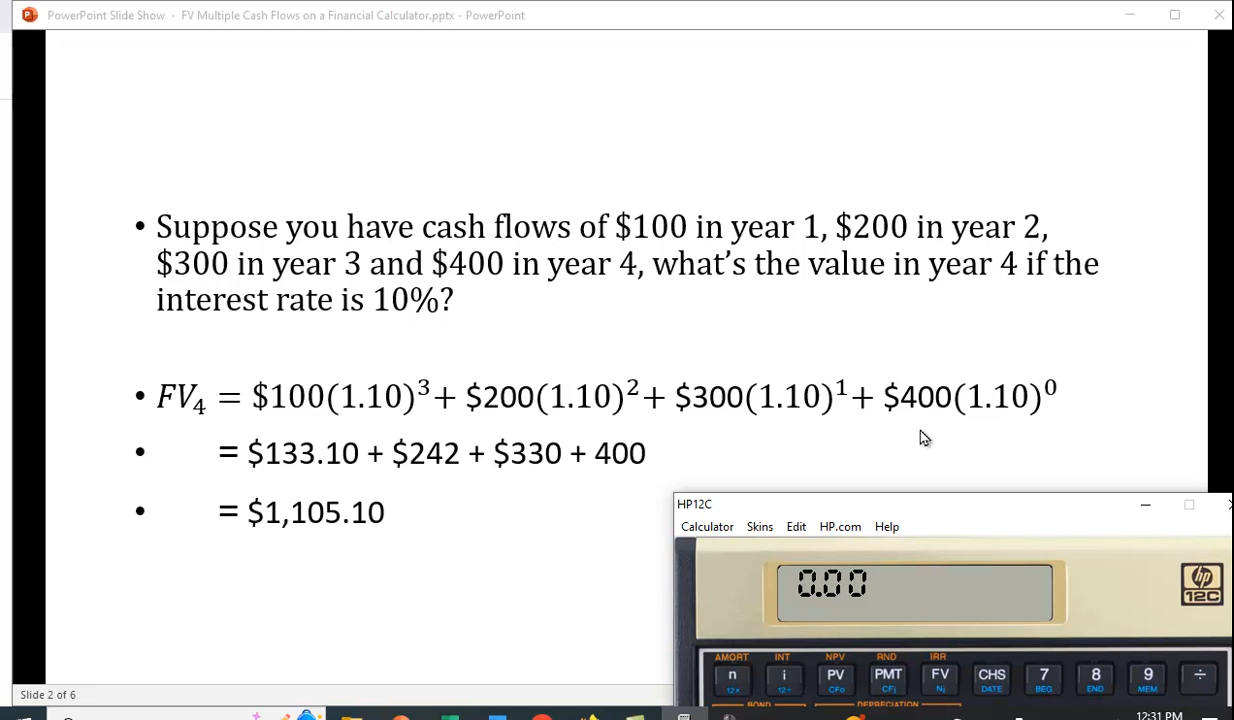 PowerPoint Slide Show - FV Multiple Cash Flows on a Financial Calculator.pptx - PowerPoint
• Suppose you have cash flows of $100 in year 1, $200 in year 2,
$300 in year 3 and $400 in year 4, what’s the value in year 4 if the
interest rate is 10%?
• FV₄ = $100(1.10)³+ $200(1.10)²+ $300(1.10)¹+ $400(1.10)⁰
• = $133.10 + $242 + $330 + 400
• = $1,105.10
HP12C
Calculator Skins Edit HP.com Help
0.00
hp
12C
AMORT INT NPV RND IRR
n i PV PMT FV CHS 7 8 9 ÷
12× 12÷ CFo CFj Nj DATE BEG END MEM
BOND DEPRECIATION
Slide 2 of 6
12:31 PM